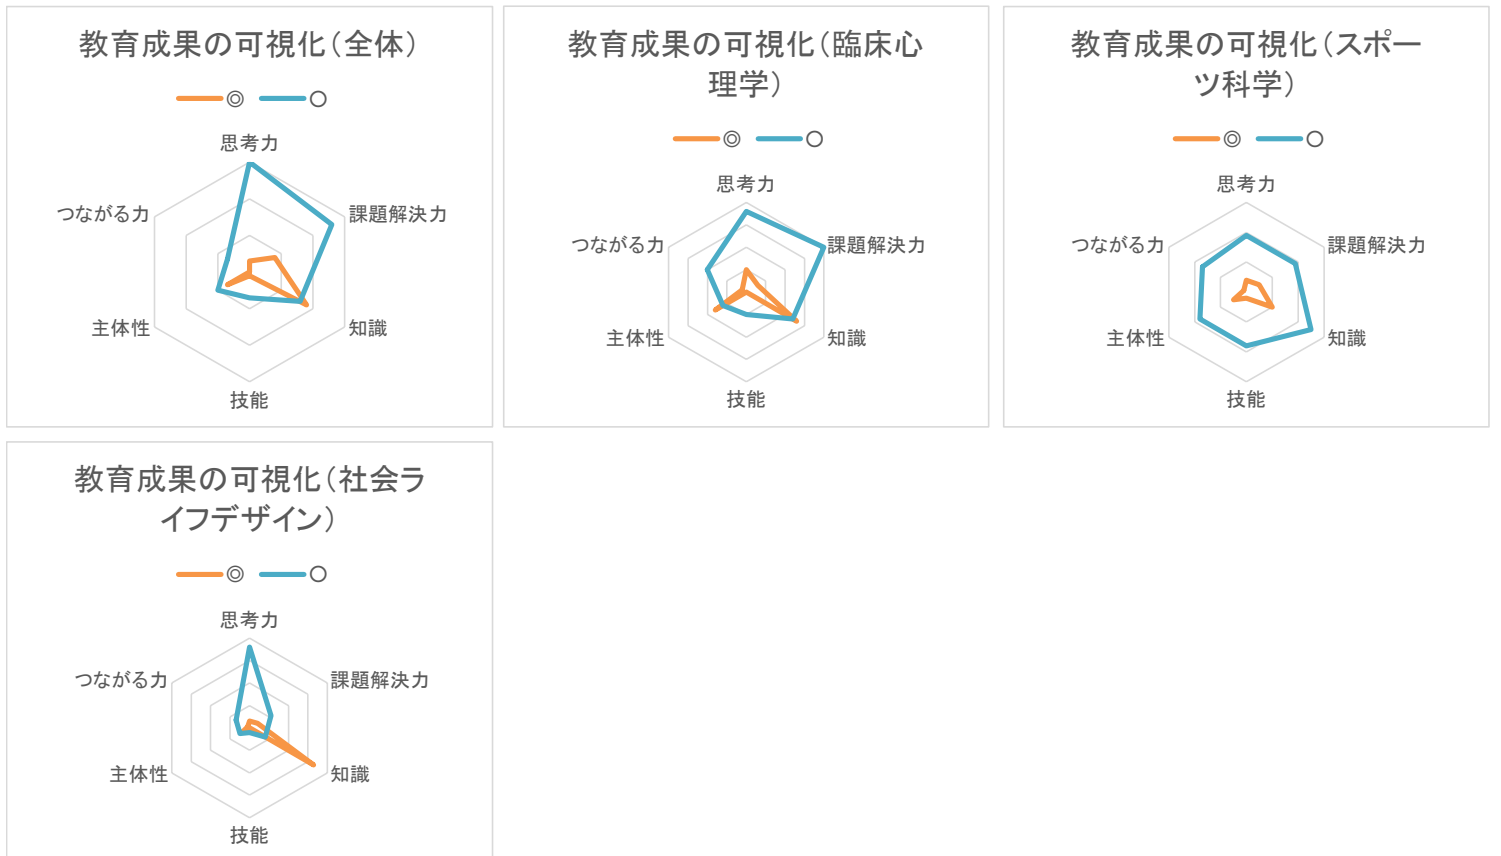 教育成果の可視化（全体）
◎ ○
思考力
課題解決力
知識
技能
主体性
つながる力
教育成果の可視化（臨床心
理学）
◎ ○
思考力
課題解決力
知識
技能
主体性
つながる力
教育成果の可視化（スポー
ツ科学）
◎ ○
思考力
課題解決力
知識
技能
主体性
つながる力
教育成果の可視化（社会ラ
イフデザイン）
◎ ○
思考力
課題解決力
知識
技能
主体性
つながる力